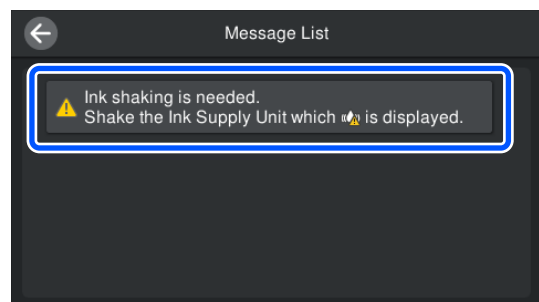 Message List
Ink shaking is needed.
Shake the Ink Supply Unit which is displayed.